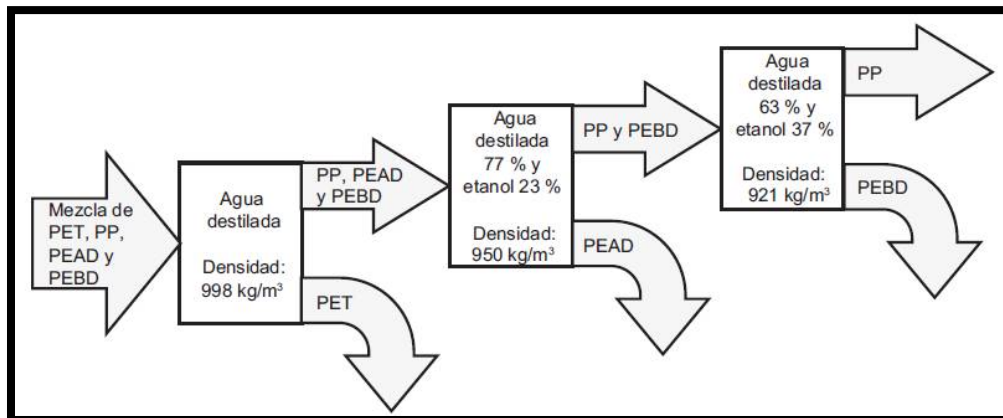 Mezcla de
PET, PP,
PEAD y
PEBD
Agua
destilada
Densidad:
998 kg/m³
PP, PEAD
y PEBD
PET
Agua
destilada
77 % y
etanol 23 %
Densidad:
950 kg/m³
PP y PEBD
PEAD
Agua
destilada
63 % y
etanol 37 %
Densidad:
921 kg/m³
PP
PEBD